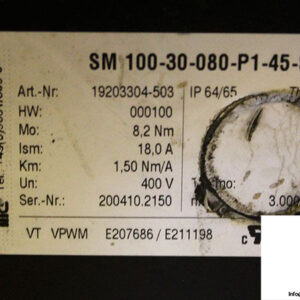 SM 100-30-080-P1-45-
Art.-Nr: 19203304-503 IP 64/65
HW: 000100
Mo: 8,2 Nm
Ism: 18,0 A
Km: 1,50 Nm/A
Un: 400 V
Ser.-Nr: 200410.2150 3.000
VT VPWM E207686 / E211198